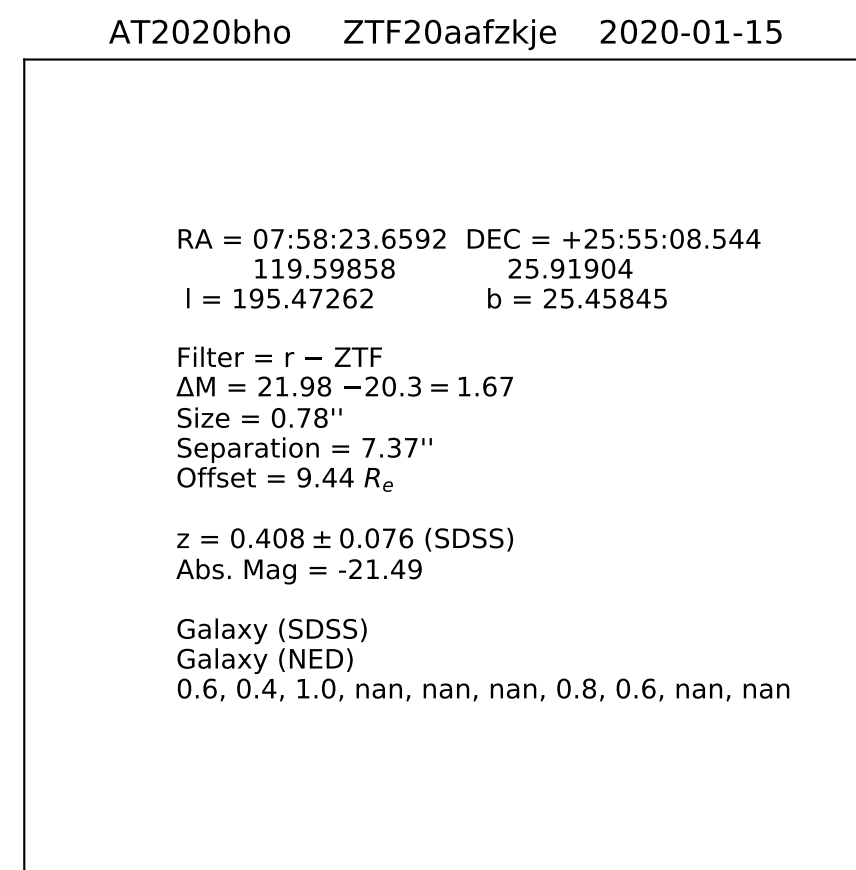 AT2020bho ZTF20aafzkje 2020-01-15
RA = 07:58:23.6592 DEC = +25:55:08.544
119.59858 25.91904
l = 195.47262 b = 25.45845
Filter = r − ZTF
ΔM = 21.98 −20.3 = 1.67
Size = 0.78''
Separation = 7.37''
Offset = 9.44 Rₑ
z = 0.408 ± 0.076 (SDSS)
Abs. Mag = -21.49
Galaxy (SDSS)
Galaxy (NED)
0.6, 0.4, 1.0, nan, nan, nan, 0.8, 0.6, nan, nan